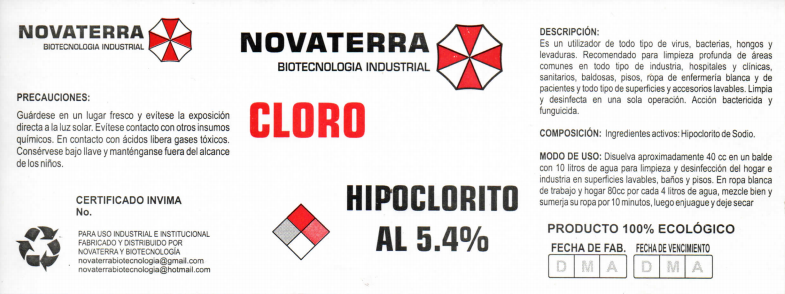 NOVATERRA
BIOTECNOLOGIA INDUSTRIAL
PRECAUCIONES:
Guárdese en un lugar fresco y evítese la exposición
directa a la luz solar. Evítese contacto con otros insumos
químicos. En contacto con ácidos libera gases tóxicos.
Consérvese bajo llave y manténganse fuera del alcance
de los niños.
CERTIFICADO INVIMA
No.
PARA USO INDUSTRIAL E INSTITUCIONAL
FABRICADO Y DISTRIBUIDO POR
NOVATERRA Y BIOTECNOLOGÍA
novaterrabiotecnologia@gmail.com
novaterrabiotecnologia@hotmail.com
NOVATERRA
BIOTECNOLOGIA INDUSTRIAL
CLORO
HIPOCLORITO
AL 5.4%
DESCRIPCIÓN:
Es un utilizador de todo tipo de virus, bacterias, hongos y
levaduras. Recomendado para limpieza profunda de áreas
comunes en todo tipo de industria, hospitales y clínicas,
sanitarios, baldosas, pisos, ropa de enfermería blanca y de
pacientes y todo tipo de superficies y accesorios lavables. Limpia
y desinfecta en una sola operación. Acción bactericida y
funguicida.
COMPOSICIÓN: Ingredientes activos: Hipoclorito de Sodio.
MODO DE USO: Disuelva aproximadamente 40 cc en un balde
con 10 litros de agua para limpieza y desinfección del hogar e
industria en superficies lavables, baños y pisos. En ropa blanca
de trabajo y hogar 80cc por cada 4 litros de agua, mezcle bien y
sumerja su ropa por 10 minutos, luego enjuague y deje secar
PRODUCTO 100% ECOLÓGICO
FECHA DE FAB. FECHA DE VENCIMIENTO
D M A D M A